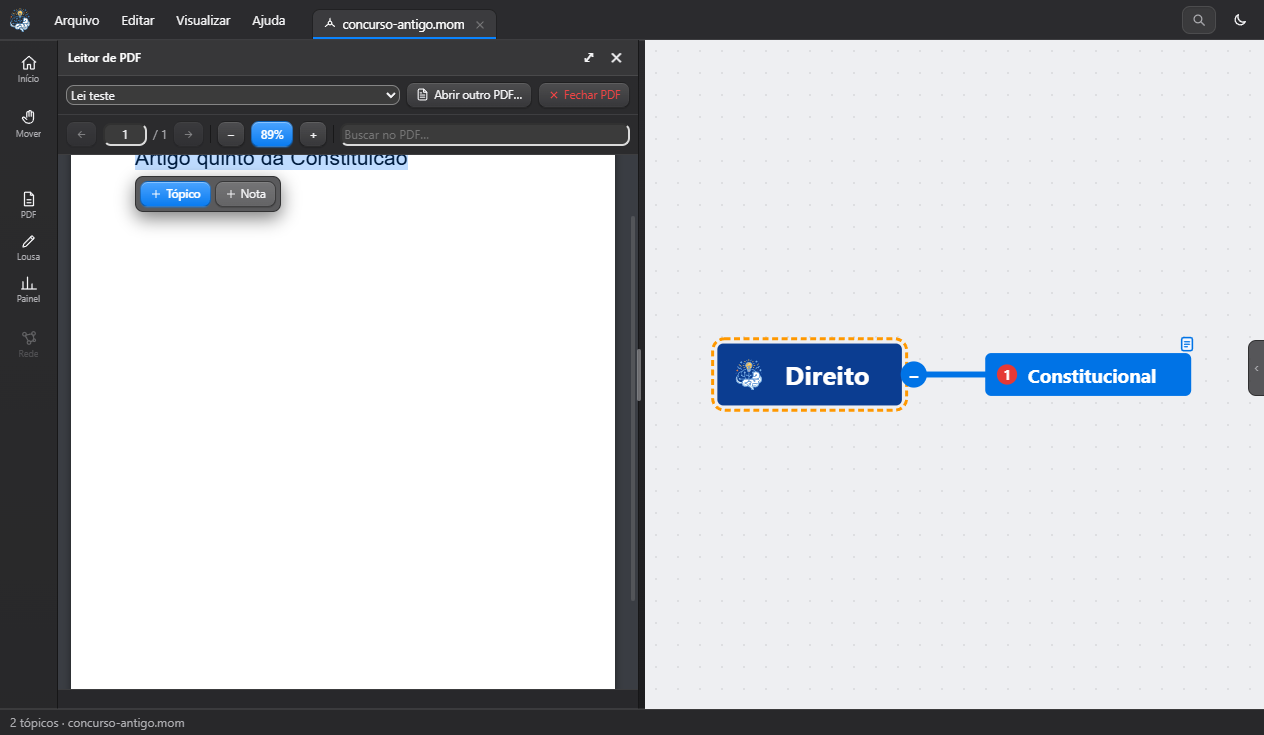 Arquivo Editar Visualizar Ajuda concurso-antigo.mom
Início
Mover
PDF
Lousa
Painel
Rede
Leitor de PDF
Lei teste Abrir outro PDF... Fechar PDF
1 / 1 − 89% + Buscar no PDF...
Artigo quinto da Constituicao
+ Tópico + Nota
Direito − 1 Constitucional
2 tópicos · concurso-antigo.mom